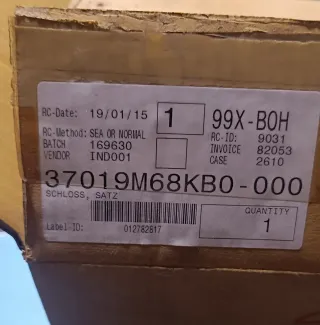 RC-Date: 19/01/15 1 99X-BOH
RC-Method: SEA OR NORMAL RC-ID: 9031
BATCH 169630 INVOICE 82053
VENDOR IND001 CASE 2610
37019M68KB0-000
SCHLOSS, SATZ
QUANTITY
1
Label-ID: 012782817